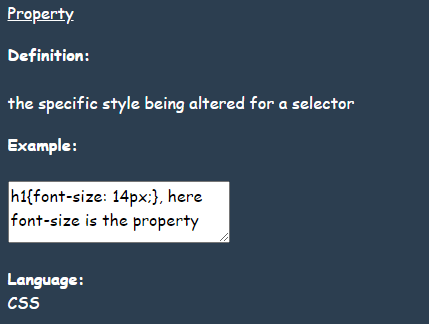 Property
Definition:
the specific style being altered for a selector
Example:
h1{font-size: 14px;}, here
font-size is the property
Language:
CSS